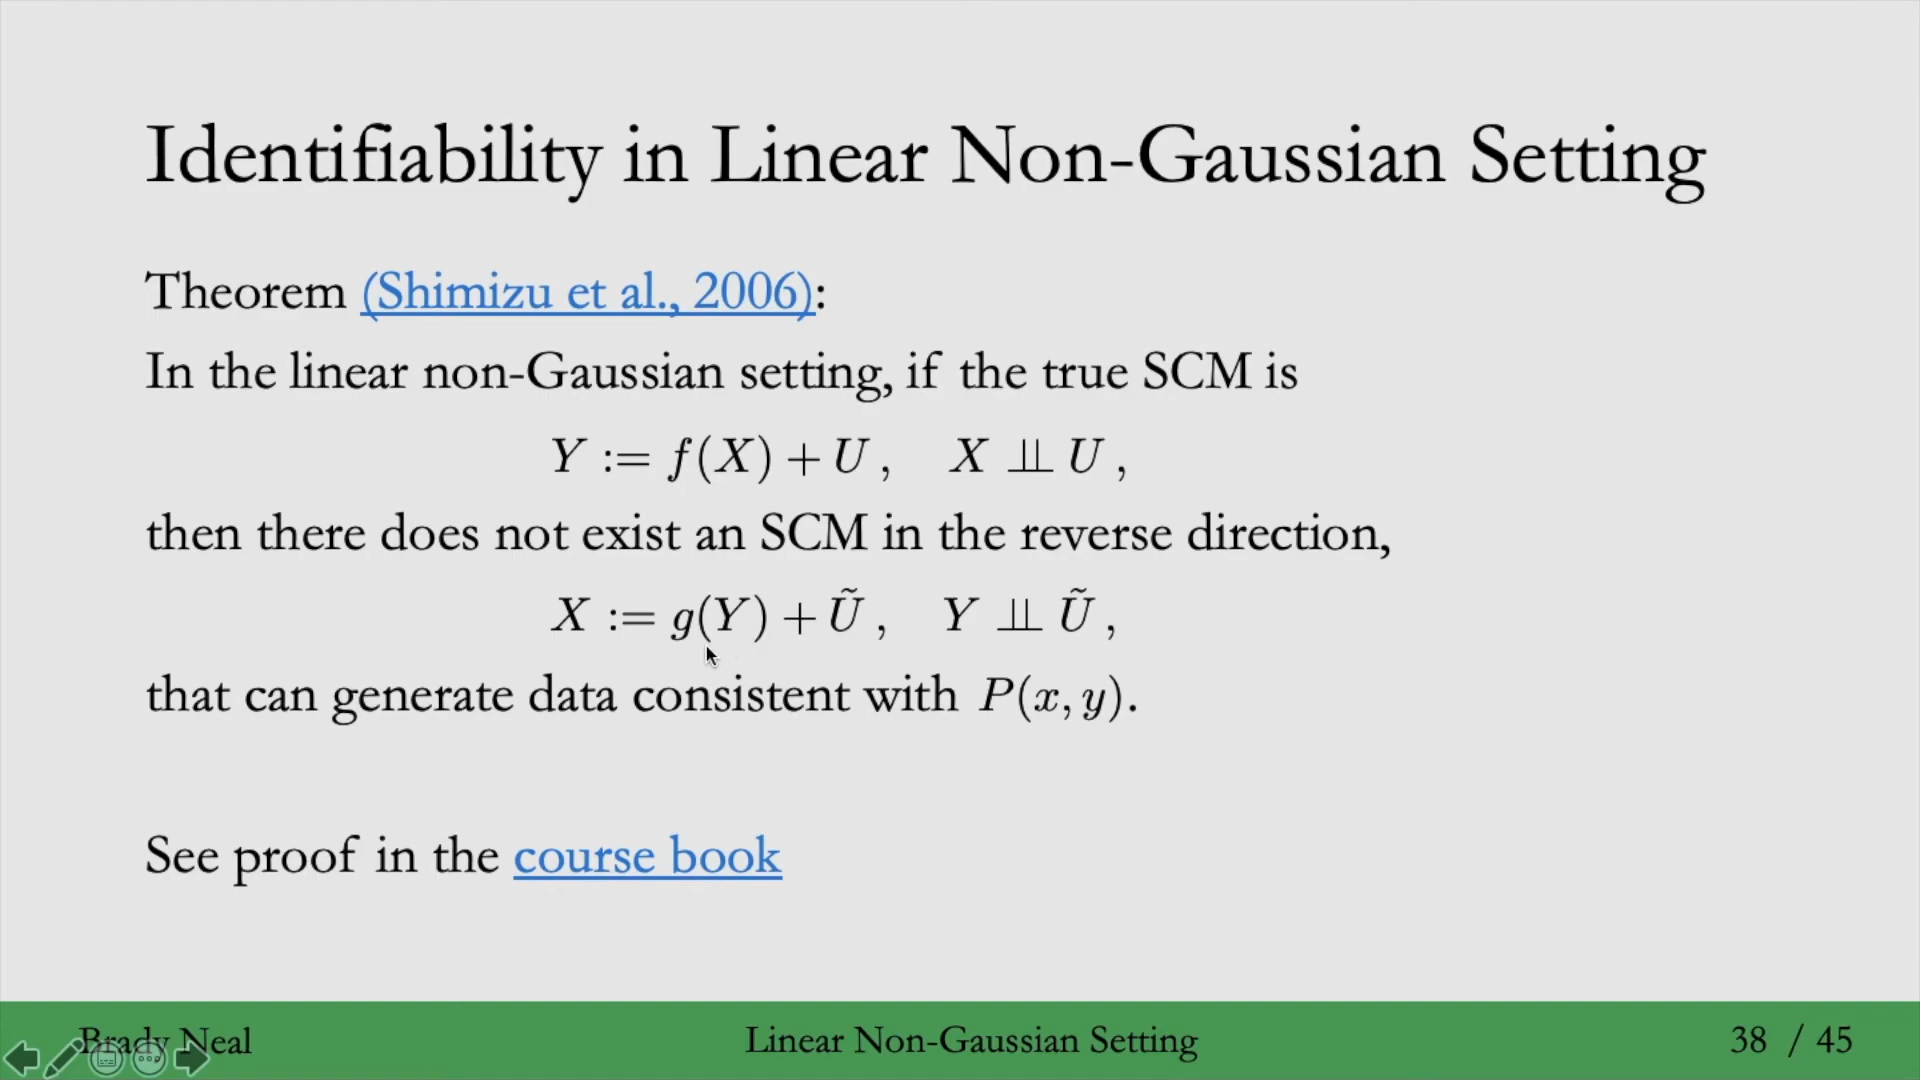 Identifiability in Linear Non-Gaussian Setting
Theorem (Shimizu et al., 2006):
In the linear non-Gaussian setting, if the true SCM is
Y := f(X) + U ,   X ⫫ U ,
then there does not exist an SCM in the reverse direction,
X := g(Y) + Ũ ,   Y ⫫ Ũ ,
that can generate data consistent with P(x, y).
See proof in the course book
Brady Neal
Linear Non-Gaussian Setting
38 / 45